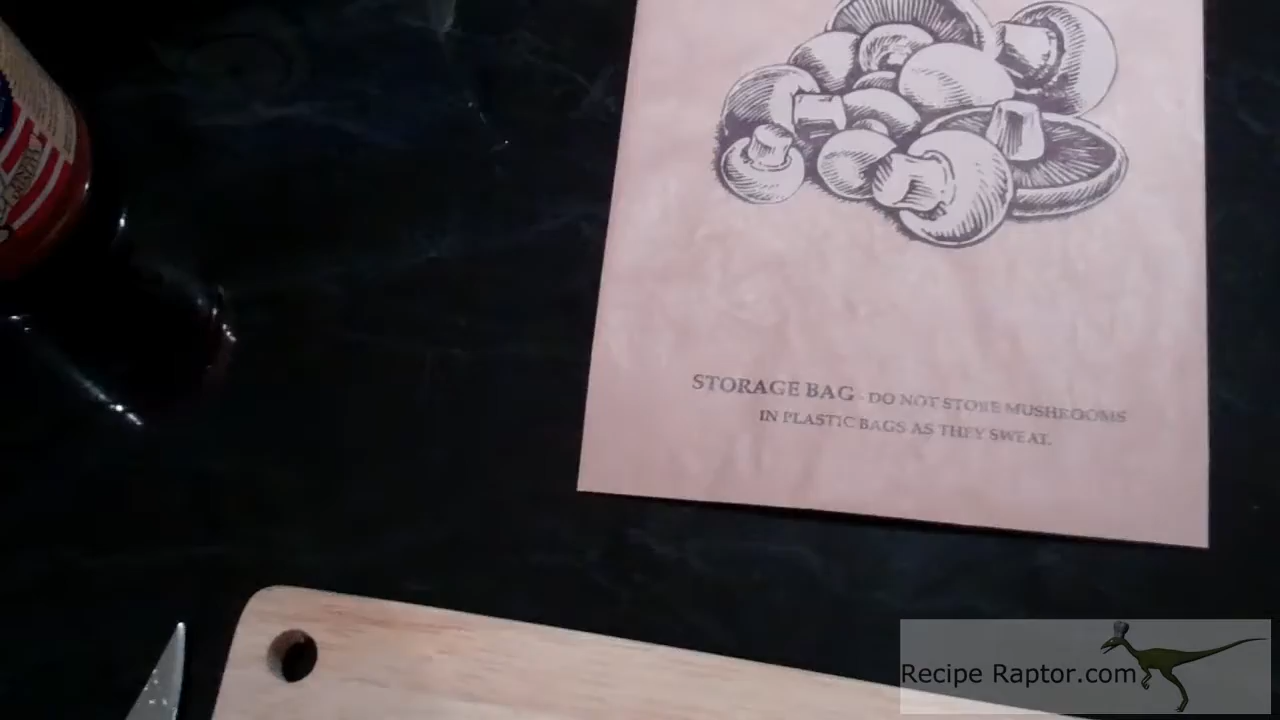 STORAGE BAG - DO NOT STORE MUSHROOMS
IN PLASTIC BAGS AS THEY SWEAT.
Recipe Raptor.com